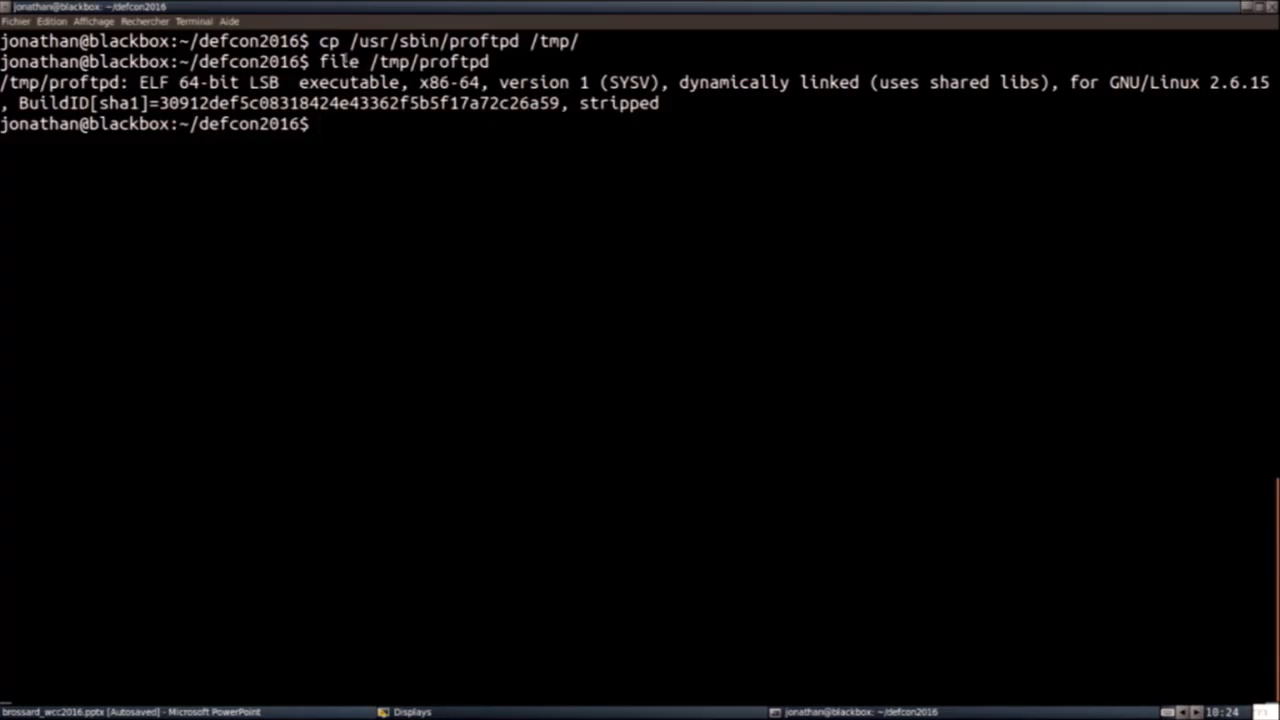 jonathan@blackbox: ~/defcon2016
Fichier Edition Affichage Rechercher Terminal Aide
jonathan@blackbox:~/defcon2016$ cp /usr/sbin/proftpd /tmp/
jonathan@blackbox:~/defcon2016$ file /tmp/proftpd
/tmp/proftpd: ELF 64-bit LSB  executable, x86-64, version 1 (SYSV), dynamically linked (uses shared libs), for GNU/Linux 2.6.15
, BuildID[sha1]=30912def5c08318424e43362f5b5f17a72c26a59, stripped
jonathan@blackbox:~/defcon2016$
brossard_wcc2016.pptx [Autosaved] - Microsoft PowerPoint Displays jonathan@blackbox: ~/defcon2016 10:24